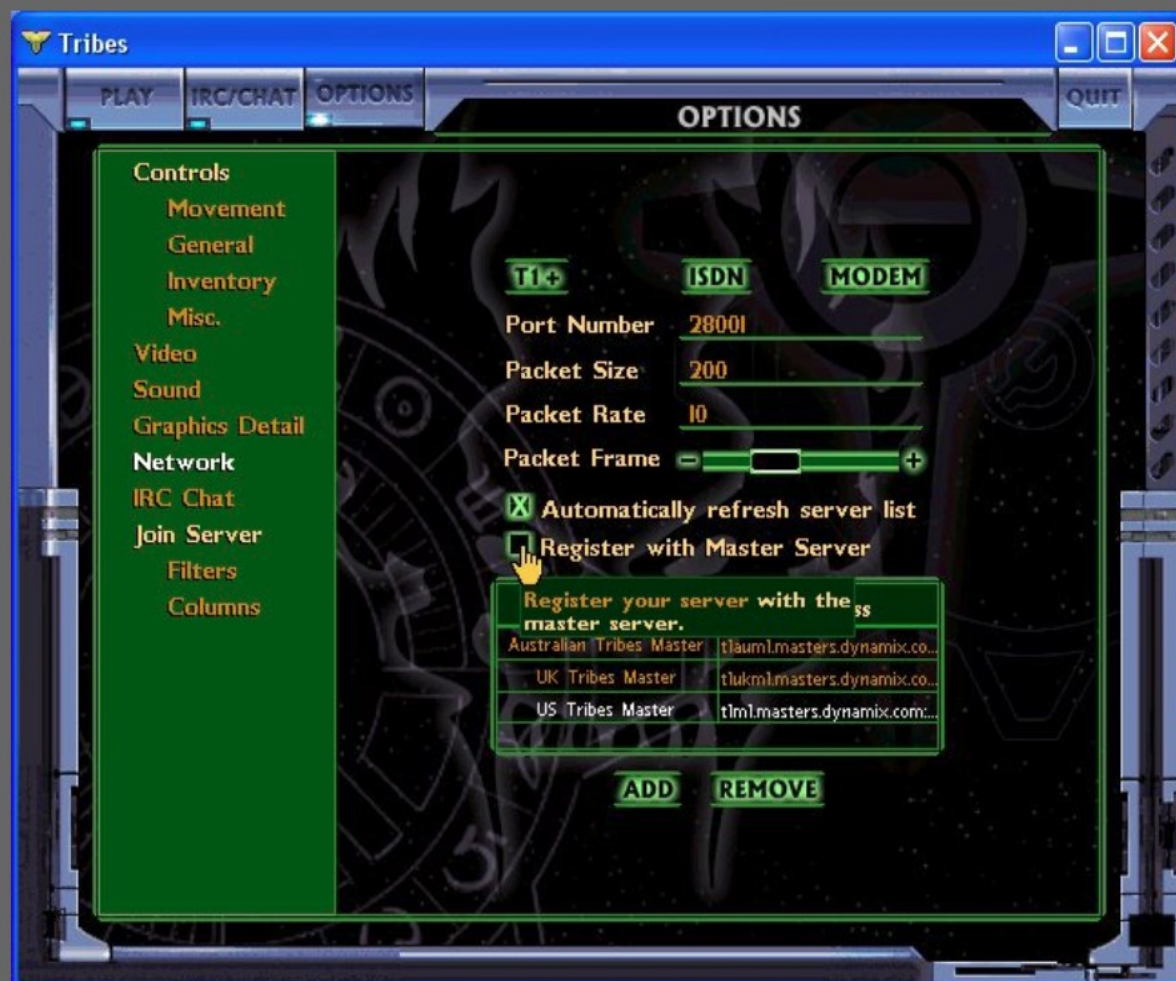 Tribes
PLAY IRC/CHAT OPTIONS QUIT
OPTIONS
Controls
Movement
General
Inventory
Misc.
Video
Sound
Graphics Detail
Network
IRC Chat
Join Server
Filters
Columns
T1+ ISDN MODEM
Port Number 28001
Packet Size 200
Packet Rate 10
Packet Frame - +
X Automatically refresh server list
Register with Master Server
Register your server with the
master server.
Australian Tribes Master t1aum1.masters.dynamix.co...
UK Tribes Master t1ukm1.masters.dynamix.co...
US Tribes Master t1m1.masters.dynamix.com:...
ADD REMOVE